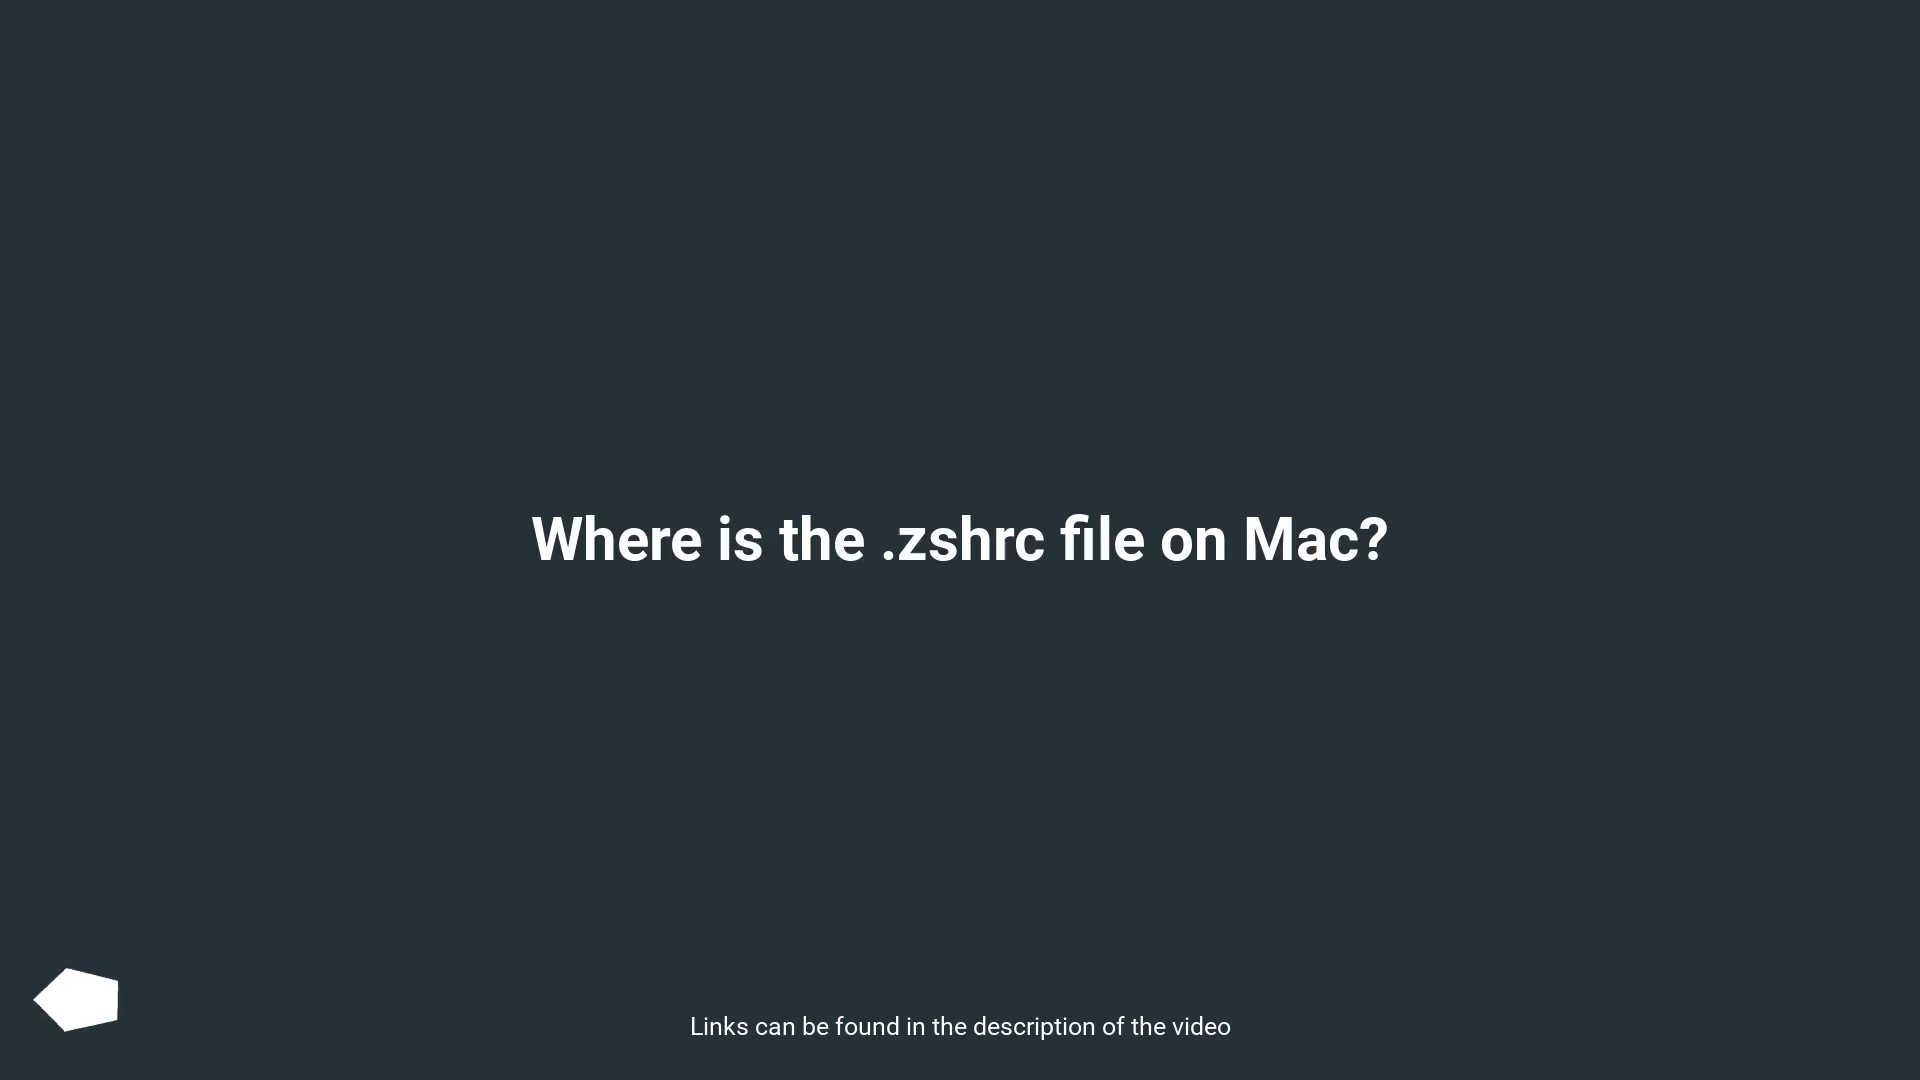 Where is the .zshrc file on Mac?
Links can be found in the description of the video